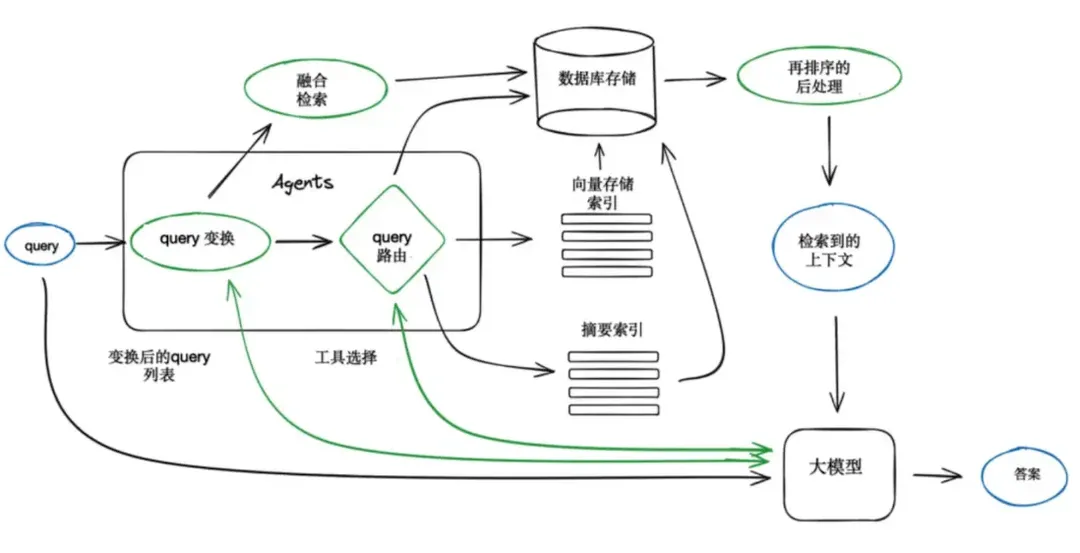 融合
检索
数据库存储
再排序的
后处理
Agents
向量存储
索引
query
query 变换
query
路由
检索到的
上下文
摘要索引
变换后的query
列表
工具选择
大模型
答案